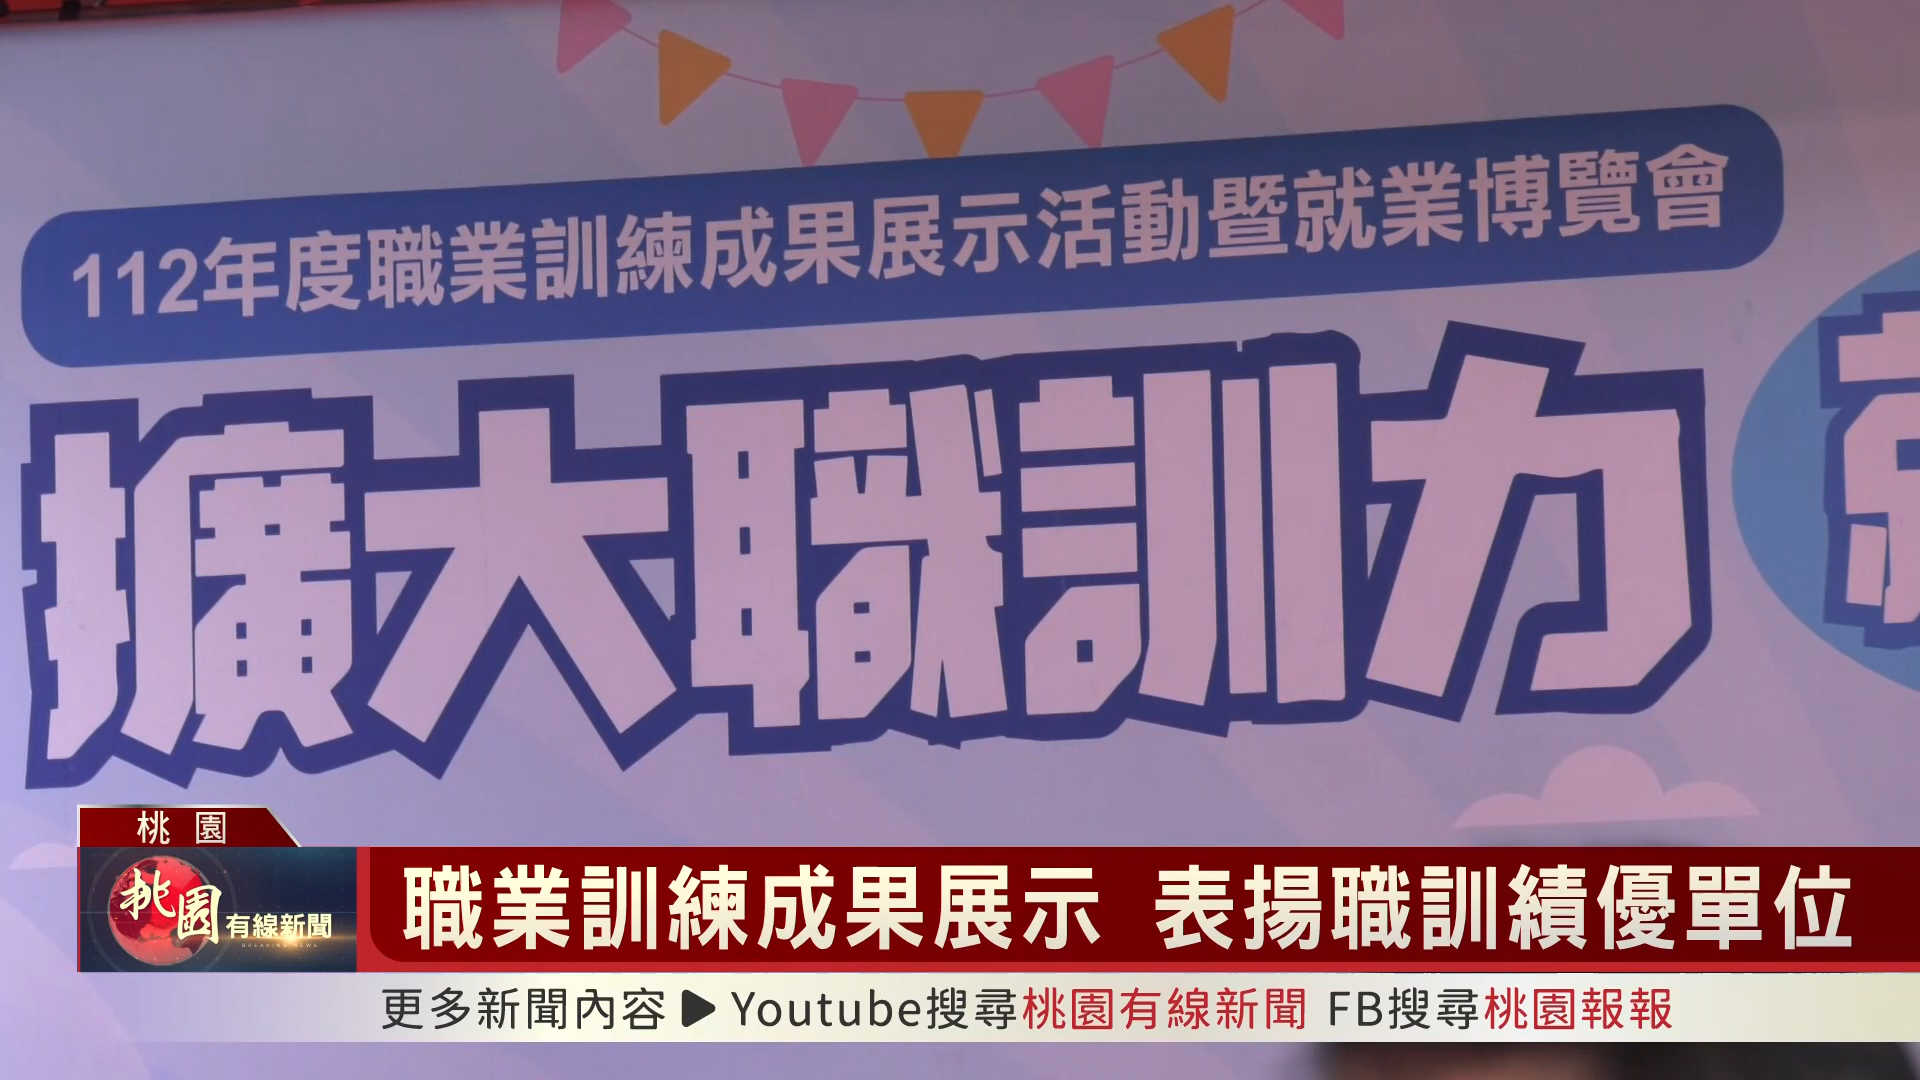 112年度職業訓練成果展示活動暨就業博覽會
擴大職訓力
桃園
桃園有線新聞
BREAKING NEWS
職業訓練成果展示 表揚職訓績優單位
更多新聞內容▶Youtube搜尋桃園有線新聞 FB搜尋桃園報報